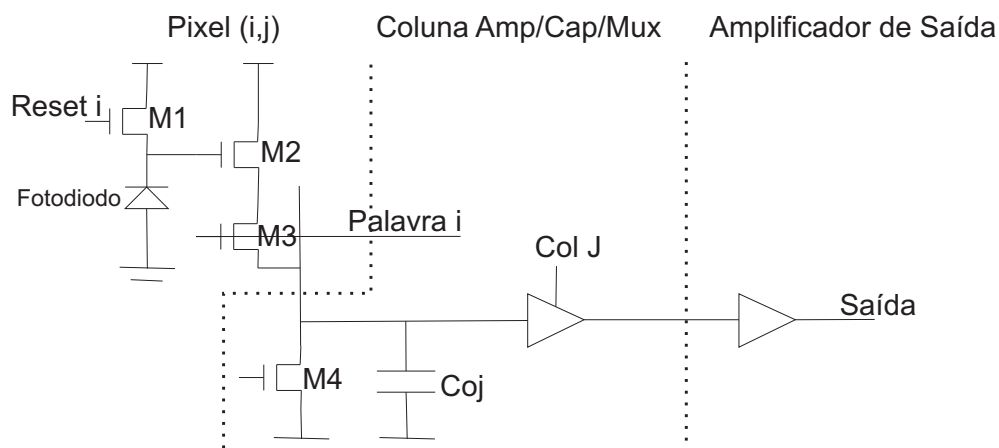 Pixel (i,j)
Coluna Amp/Cap/Mux
Amplificador de Saída
Reset i
M1
M2
Fotodiodo
Palavra i
M3
Col J
Saída
M4
Coj